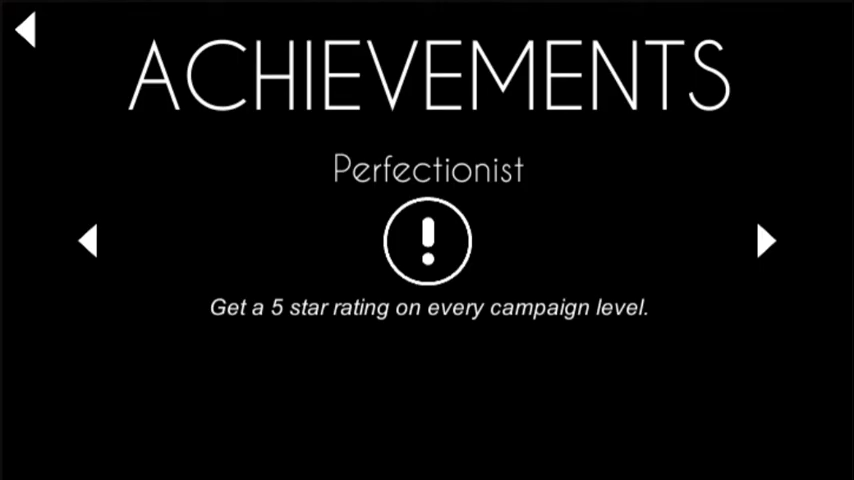 ACHIEVEMENTS
Perfectionist
!
Get a 5 star rating on every campaign level.